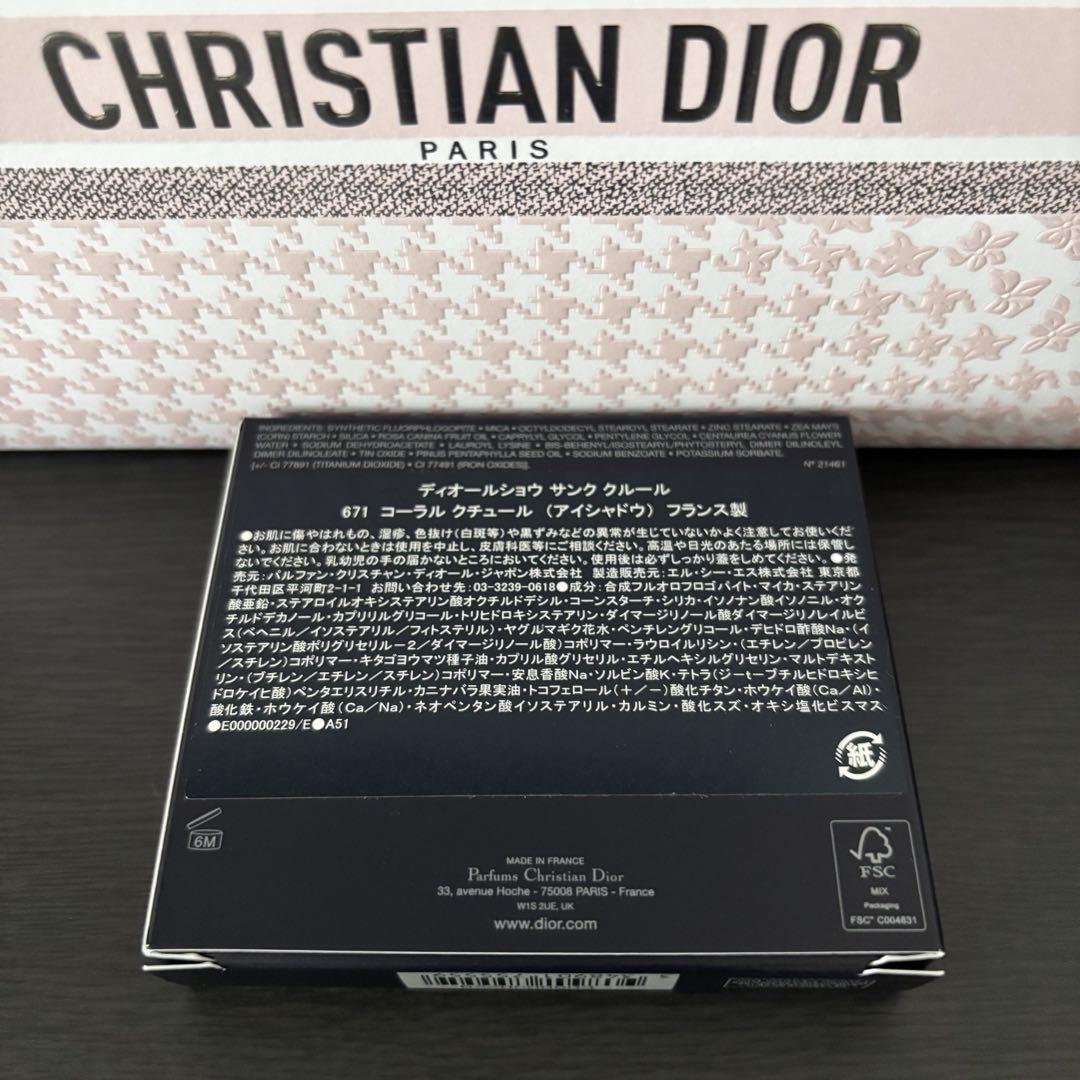 CHRISTIAN DIOR
PARIS
INGREDIENTS: SYNTHETIC FLUORPHLOGOPITE • MICA • OCTYLDODECYL STEAROYL STEARATE • ZINC STEARATE • ZEA MAYS
(CORN) STARCH • SILICA • ROSA CANINA FRUIT OIL • CAPRYLYL GLYCOL • PENTYLENE GLYCOL • CENTAUREA CYANUS FLOWER
WATER • SODIUM DEHYDROACETATE • LAUROYL LYSINE • BIS-BEHENYL/ISOSTEARYL/PHYTOSTERYL DIMER DILINOLEYL
DIMER DILINOLEATE • TIN OXIDE • PINUS PENTAPHYLLA SEED OIL • SODIUM BENZOATE • POTASSIUM SORBATE.
[+/- CI 77891 (TITANIUM DIOXIDE) • CI 77491 (IRON OXIDES)]. N° 21461
ディオールショウ サンク クルール
671 コーラル クチュール （アイシャドウ） フランス製
●お肌に傷やはれもの、湿疹、色抜け(白斑等)や黒ずみなどの異常が生じていないかよく注意してお使いくだ
さい。お肌に合わないときは使用を中止し、皮膚科医等にご相談ください。高温や日光のあたる場所には保管し
ないでください。乳幼児の手の届かないところにおいてください。使用後は必ずしっかり蓋をしめてください。●発
売元:パルファン・クリスチャン・ディオール・ジャポン株式会社 製造販売元:エル・シー・エス株式会社 東京都
千代田区平河町2-1-1 お問い合わせ先:03-3239-0618●成分:合成フルオロフロゴパイト・マイカ・ステアリン
酸亜鉛・ステアロイルオキシステアリン酸オクチルドデシル・コーンスターチ・シリカ・イソノナン酸イソノニル・オク
チルドデカノール・カプリリルグリコール・トリヒドロキシステアリン・ダイマージリノール酸ダイマージリノレイルビ
ス(ベヘニル／イソステアリル／フィトステリル)・ヤグルマギク花水・ペンチレングリコール・デヒドロ酢酸Na・(イ
ソステアリン酸ポリグリセリル－2／ダイマージリノール酸)コポリマー・ラウロイルリシン・(エチレン／プロピレン
／スチレン)コポリマー・キタゴヨウマツ種子油・カプリル酸グリセリル・エチルヘキシルグリセリン・マルトデキスト
リン・(ブチレン／エチレン／スチレン)コポリマー・安息香酸Na・ソルビン酸K・テトラ(ジーtーブチルヒドロキシヒ
ドロケイヒ酸)ペンタエリスリチル・カニナバラ果実油・トコフェロール(＋/－)酸化チタン・ホウケイ酸(Ca／Al)・
酸化鉄・ホウケイ酸(Ca／Na)・ネオペンタン酸イソステアリル・カルミン・酸化スズ・オキシ塩化ビスマス
●E000000229/E●A51
紙
6M
MADE IN FRANCE
Parfums Christian Dior
33, avenue Hoche - 75008 PARIS - France
W1S 2UE, UK
www.dior.com
FSC
MIX
Packaging
FSC™ C004831